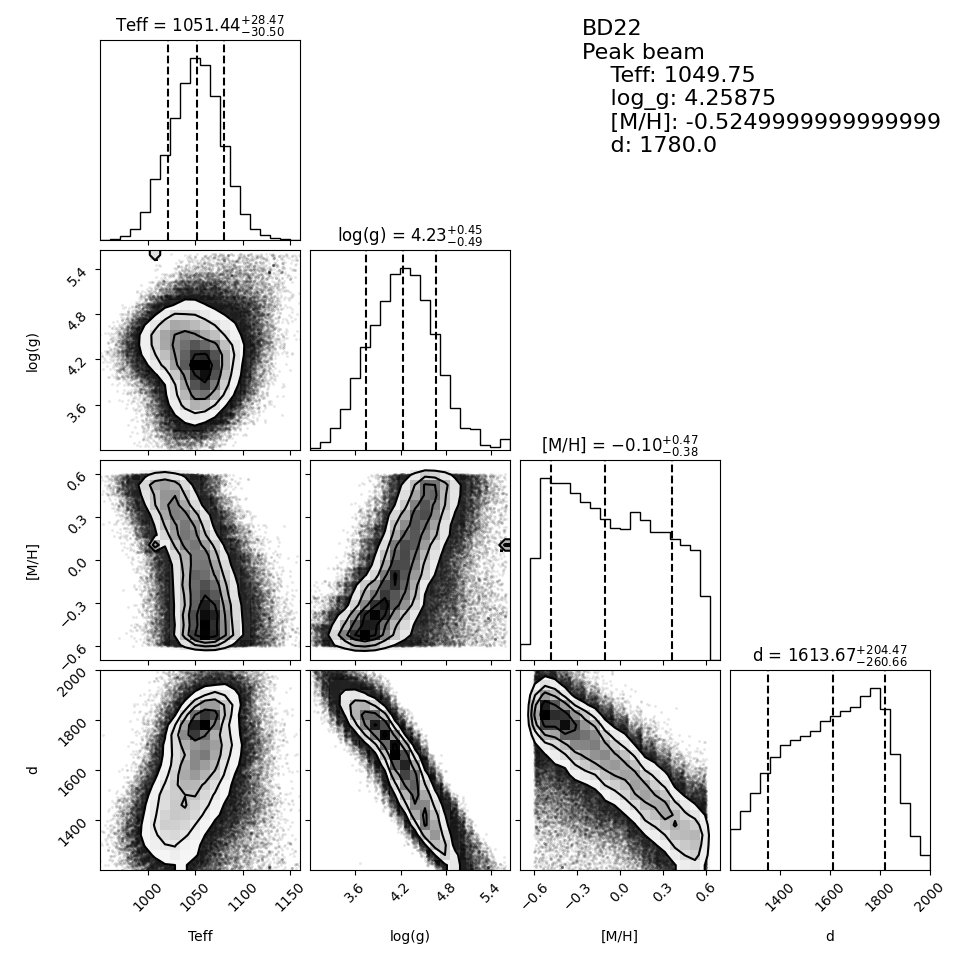 Teff = 1051.44+28.47−30.50
BD22
Peak beam
Teff: 1049.75
log_g: 4.25875
[M/H]: -0.5249999999999999
d: 1780.0
log(g) = 4.23+0.45−0.49
log(g)
5.4
4.8
4.2
3.6
[M/H] = −0.10+0.47−0.38
[M/H]
0.6
0.3
0.0
−0.3
−0.6
d = 1613.67+204.47−260.66
d
2000
1800
1600
1400
1000 1050 1100 1150 3.6 4.2 4.8 5.4 −0.6 −0.3 0.0 0.3 0.6 1400 1600 1800 2000
Teff log(g) [M/H] d